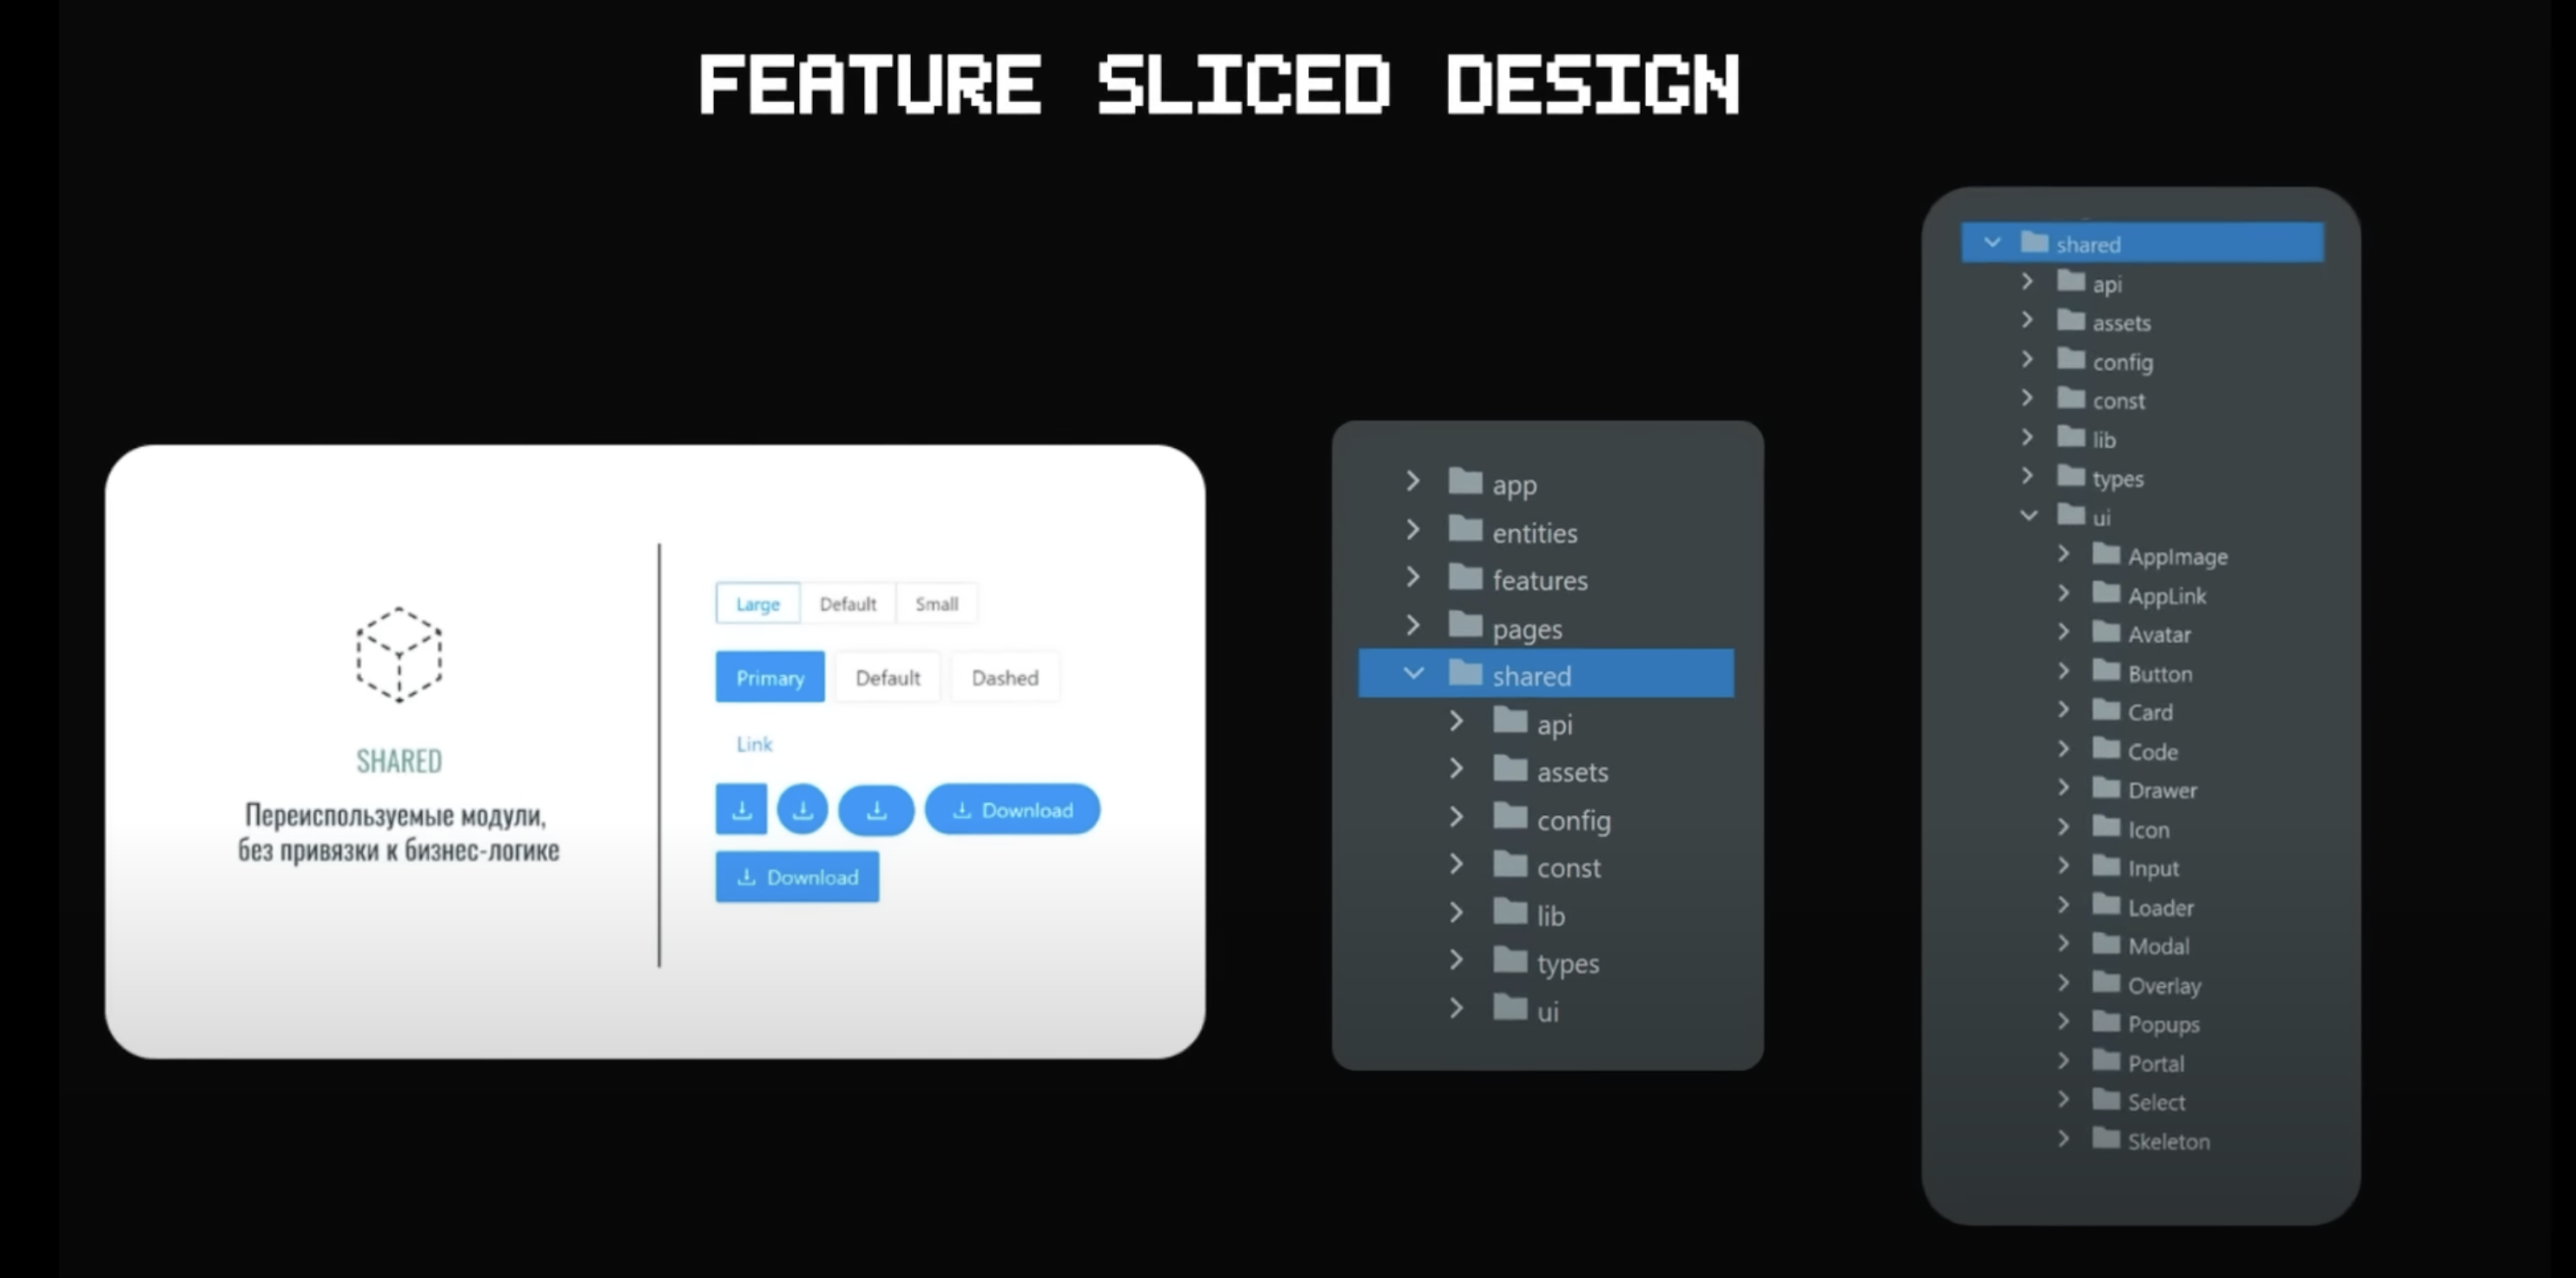 FEATURE SLICED DESIGN
SHARED
Переиспользуемые модули,
без привязки к бизнес-логике
Large Default Small
Primary Default Dashed
Link
Download
Download
app
entities
features
pages
shared
api
assets
config
const
lib
types
ui
shared
api
assets
config
const
lib
types
ui
AppImage
AppLink
Avatar
Button
Card
Code
Drawer
Icon
Input
Loader
Modal
Overlay
Popups
Portal
Select
Skeleton